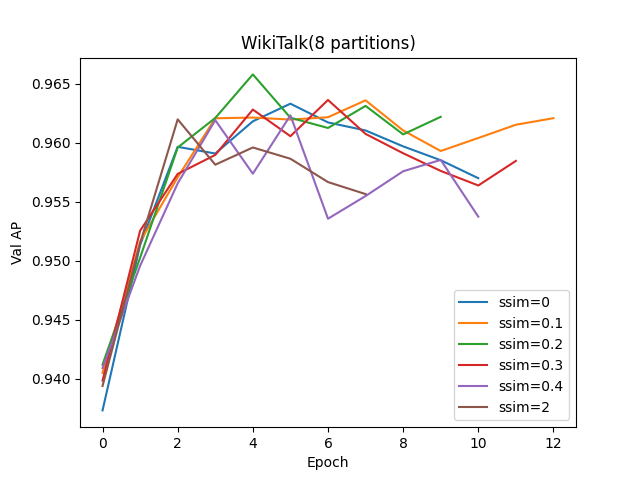 WikiTalk(8 partitions)
Val AP
0.965
0.960
0.955
0.950
0.945
0.940
0 2 4 6 8 10 12
Epoch
ssim=0
ssim=0.1
ssim=0.2
ssim=0.3
ssim=0.4
ssim=2